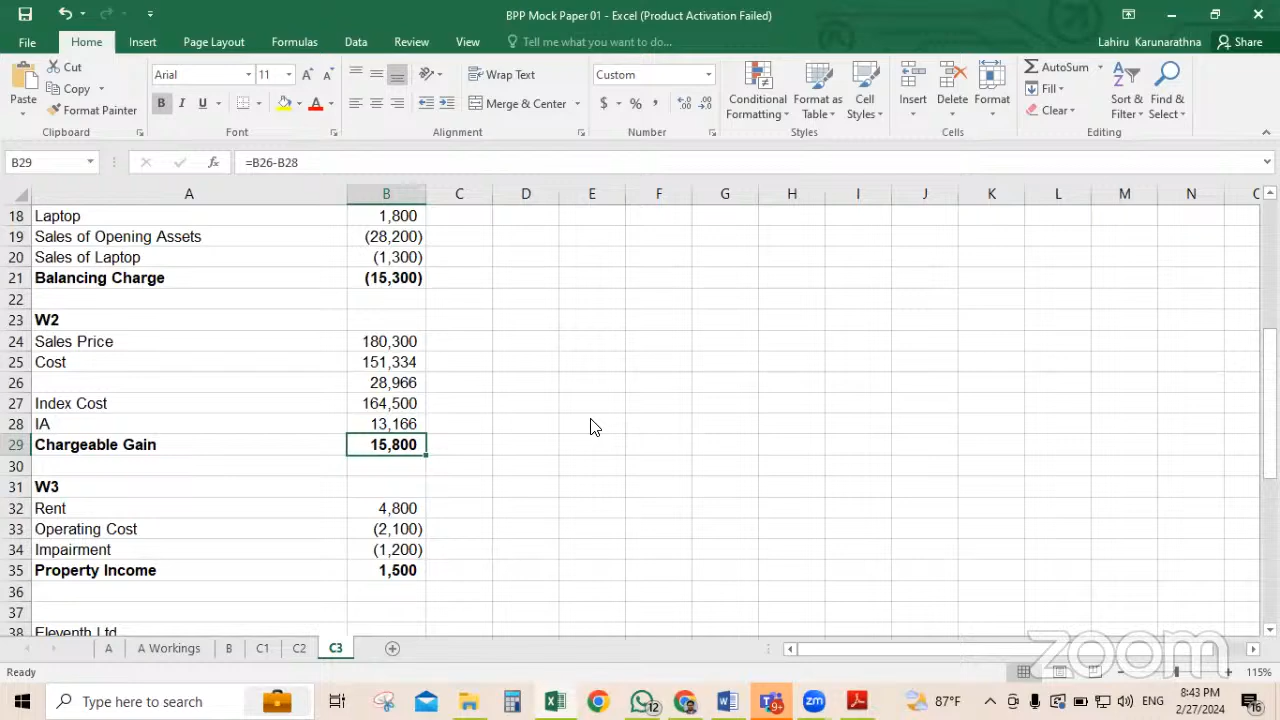 BPP Mock Paper 01 - Excel (Product Activation Failed)
File Home Insert Page Layout Formulas Data Review View Tell me what you want to do... Lahiru Karunarathna Share
Paste Cut Copy Format Painter
Arial 11 B I U
Wrap Text Merge & Center
Custom $ %
Conditional Formatting Format as Table Cell Styles
Insert Delete Format
AutoSum Fill Clear Sort & Filter Find & Select
Clipboard Font Alignment Number Styles Cells Editing
B29 fx =B26-B28
A B C D E F G H I J K L M N
18 Laptop 1,800
19 Sales of Opening Assets (28,200)
20 Sales of Laptop (1,300)
21 Balancing Charge (15,300)
22
23 W2
24 Sales Price 180,300
25 Cost 151,334
26 28,966
27 Index Cost 164,500
28 IA 13,166
29 Chargeable Gain 15,800
30
31 W3
32 Rent 4,800
33 Operating Cost (2,100)
34 Impairment (1,200)
35 Property Income 1,500
36
37
38 Eleventh Ltd
A A Workings B C1 C2 C3
zoom
Ready 115%
Type here to search 12 9+ zm 87°F ENG 8:43 PM 2/27/2024 16